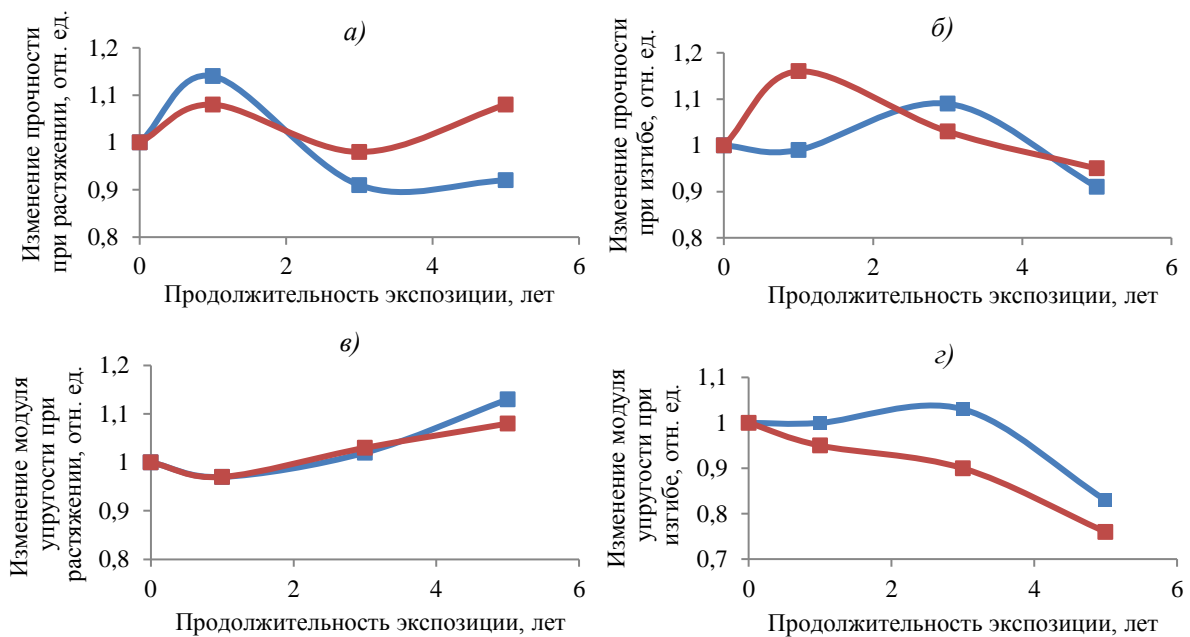 а)
Изменение прочности
при растяжении, отн. ед.
1,2
1,1
1
0,9
0,8
0
2
4
6
Продолжительность экспозиции, лет
б)
Изменение прочности
при изгибе, отн. ед.
1,2
1,1
1
0,9
0,8
0
2
4
6
Продолжительность экспозиции, лет
в)
Изменение модуля
упругости при
растяжении, отн. ед.
1,2
1,1
1
0,9
0,8
0
2
4
6
Продолжительность экспозиции, лет
г)
Изменение модуля
упругости при
изгибе, отн. ед.
1,1
1
0,9
0,8
0,7
0
2
4
6
Продолжительность экспозиции, лет